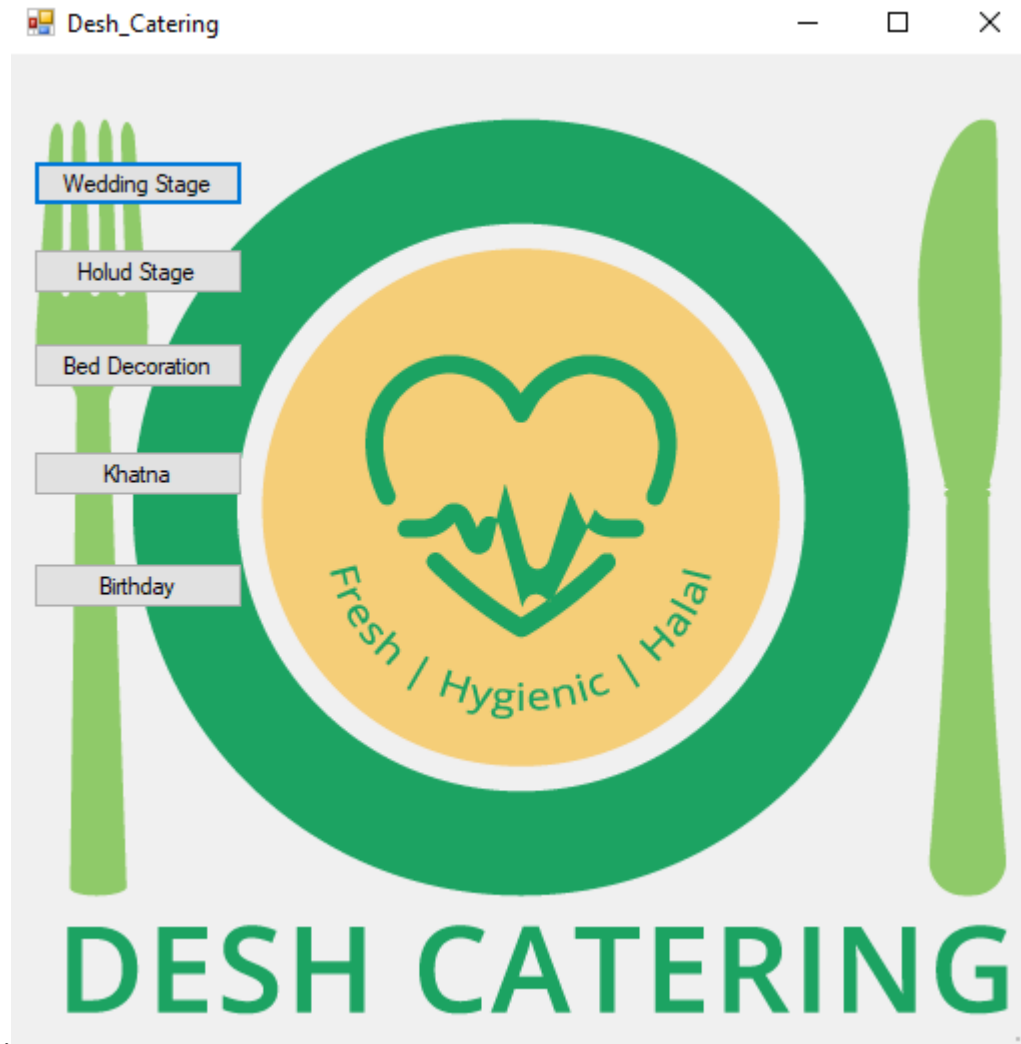 Desh_Catering
Wedding Stage
Holud Stage
Bed Decoration
Khatna
Birthday
Fresh | Hygienic | Halal
DESH CATERING